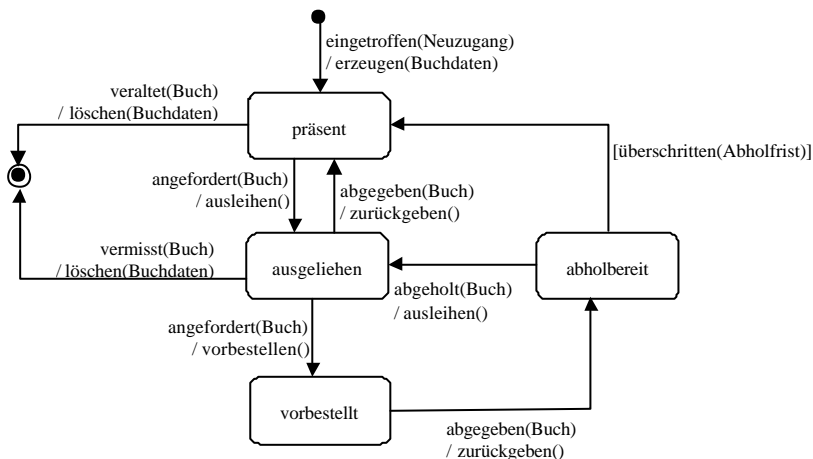 eingetroffen(Neuzugang)
/ erzeugen(Buchdaten)
veraltet(Buch)
/ löschen(Buchdaten)
präsent
[überschritten(Abholfrist)]
angefordert(Buch)
/ ausleihen()
abgegeben(Buch)
/ zurückgeben()
vermisst(Buch)
/ löschen(Buchdaten)
ausgeliehen
abholbereit
abgeholt(Buch)
/ ausleihen()
angefordert(Buch)
/ vorbestellen()
vorbestellt
abgegeben(Buch)
/ zurückgeben()